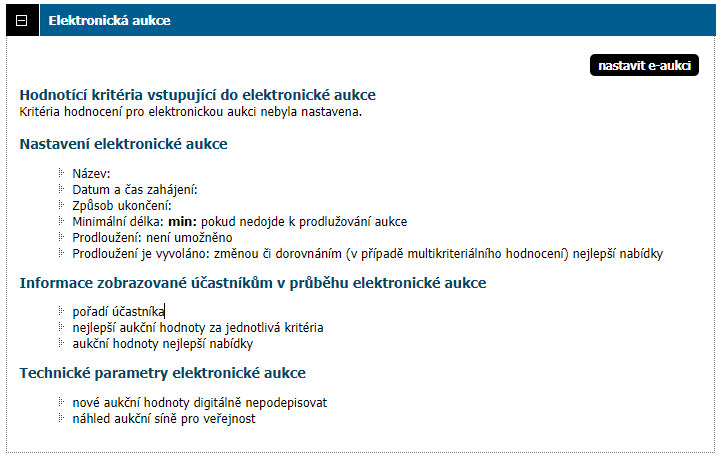 Elektronická aukce
nastavit e-aukci
Hodnotící kritéria vstupující do elektronické aukce
Kritéria hodnocení pro elektronickou aukci nebyla nastavena.
Nastavení elektronické aukce
Název:
Datum a čas zahájení:
Způsob ukončení:
Minimální délka: min: pokud nedojde k prodlužování aukce
Prodloužení: není umožněno
Prodloužení je vyvoláno: změnou či dorovnáním (v případě multikriteriálního hodnocení) nejlepší nabídky
Informace zobrazované účastníkům v průběhu elektronické aukce
pořadí účastníka
nejlepší aukční hodnoty za jednotlivá kritéria
aukční hodnoty nejlepší nabídky
Technické parametry elektronické aukce
nové aukční hodnoty digitálně nepodepisovat
náhled aukční síně pro veřejnost